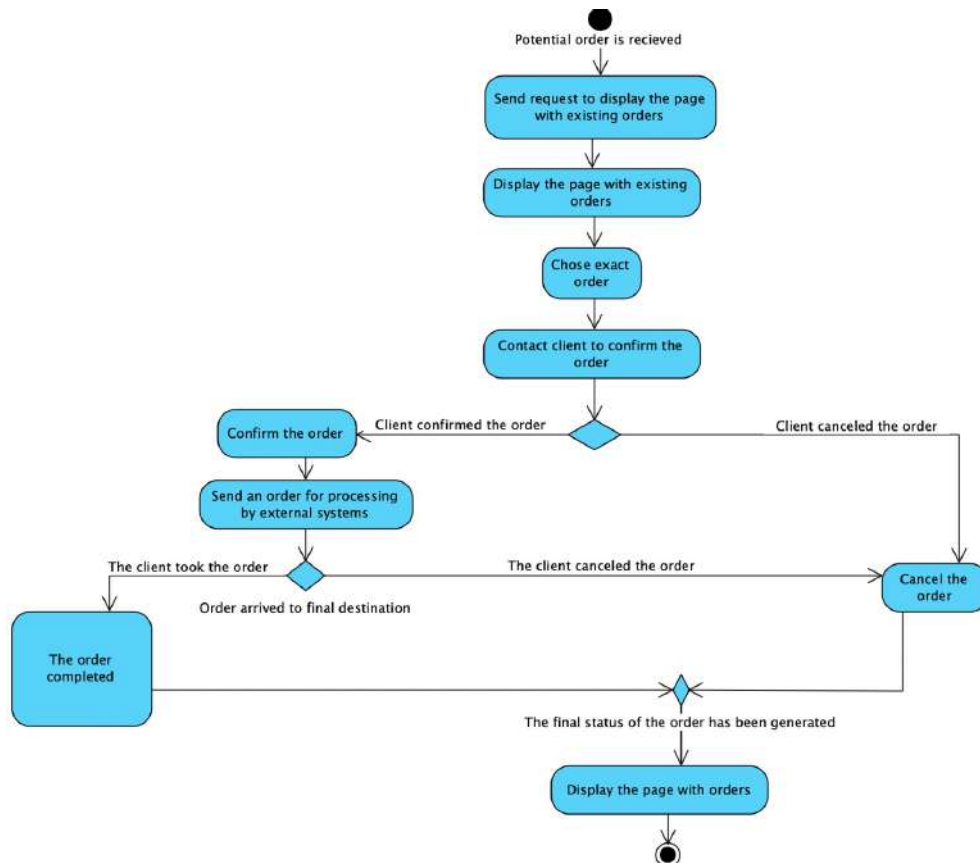 Potential order is recieved
Send request to display the page
with existing orders
Display the page with existing
orders
Chose exact
order
Contact client to confirm the
order
Client confirmed the order
Client canceled the order
Confirm the order
Send an order for processing
by external systems
The client took the order
The client canceled the order
Cancel the
order
Order arrived to final destination
The order
completed
The final status of the order has been generated
Display the page with orders